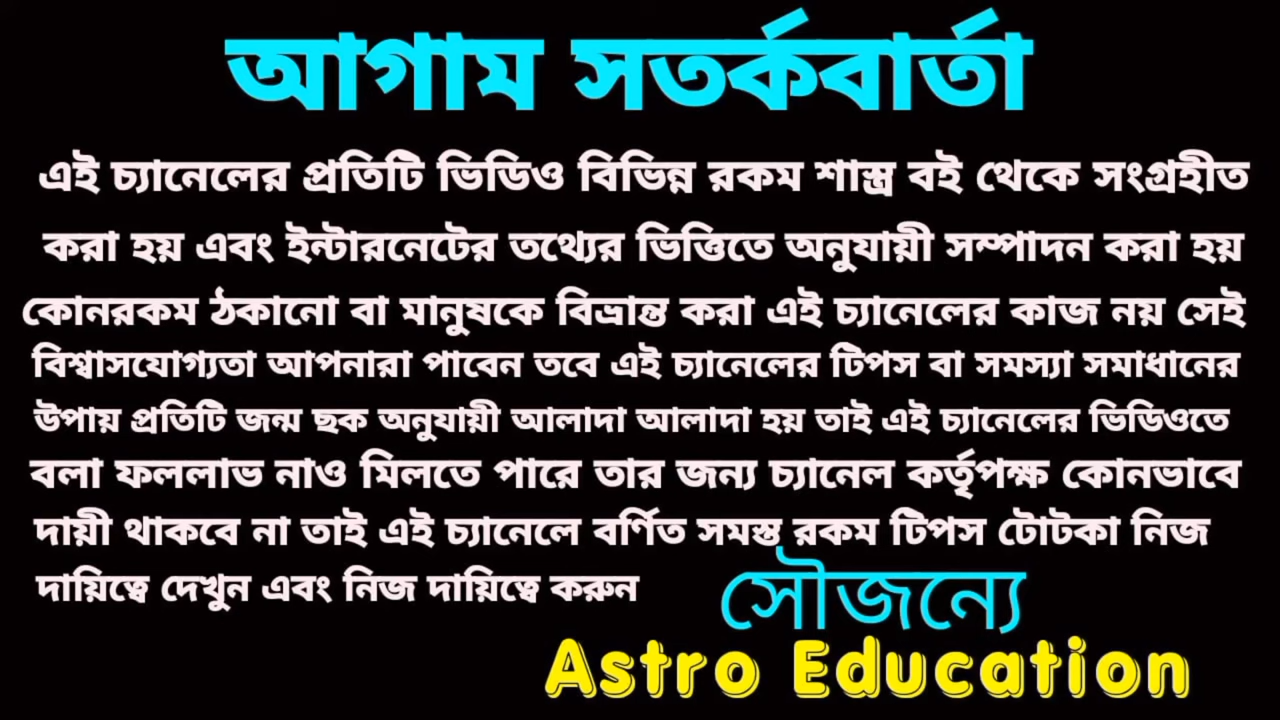 আগাম সতর্কবার্তা
এই চ্যানেলের প্রতিটি ভিডিও বিভিন্ন রকম শাস্ত্র বই থেকে সংগ্রহীত
করা হয় এবং ইন্টারনেটের তথ্যের ভিত্তিতে অনুযায়ী সম্পাদন করা হয়
কোনরকম ঠকানো বা মানুষকে বিভ্রান্ত করা এই চ্যানেলের কাজ নয় সেই
বিশ্বাসযোগ্যতা আপনারা পাবেন তবে এই চ্যানেলের টিপস বা সমস্যা সমাধানের
উপায় প্রতিটি জন্ম ছক অনুযায়ী আলাদা আলাদা হয় তাই এই চ্যানেলের ভিডিওতে
বলা ফললাভ নাও মিলতে পারে তার জন্য চ্যানেল কর্তৃপক্ষ কোনভাবে
দায়ী থাকবে না তাই এই চ্যানেলে বর্ণিত সমস্ত রকম টিপস টোটকা নিজ
দায়িত্বে দেখুন এবং নিজ দায়িত্বে করুন
সৌজন্যে
Astro Education